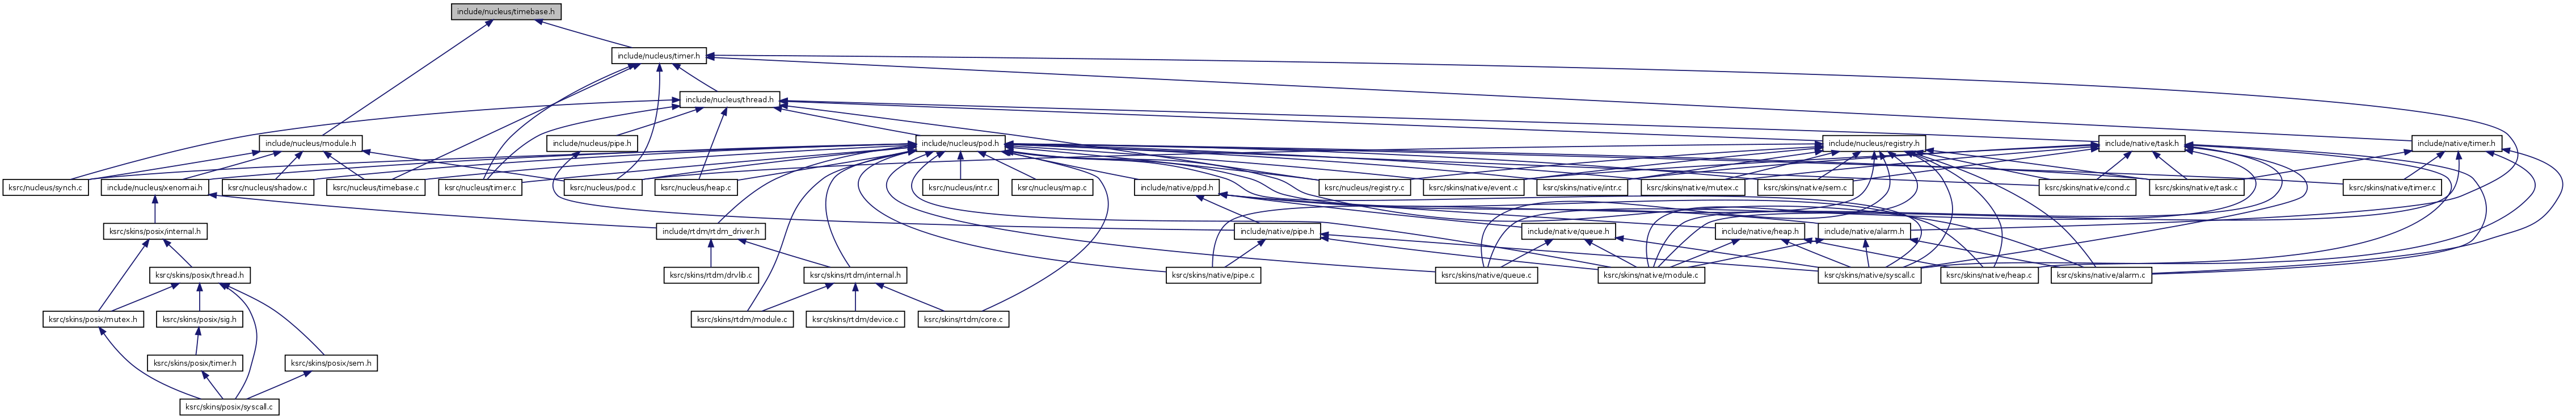 include/nucleus/timebase.h
include/nucleus/timer.h
include/nucleus/thread.h
include/nucleus/module.h
include/nucleus/pipe.h
include/nucleus/pod.h
include/nucleus/registry.h
include/native/task.h
include/native/timer.h
ksrc/nucleus/synch.c
include/nucleus/xenomai.h
ksrc/nucleus/shadow.c
ksrc/nucleus/timebase.c
ksrc/nucleus/timer.c
ksrc/nucleus/pod.c
ksrc/nucleus/heap.c
ksrc/nucleus/intr.c
ksrc/nucleus/map.c
include/native/ppd.h
ksrc/nucleus/registry.c
ksrc/skins/native/event.c
ksrc/skins/native/intr.c
ksrc/skins/native/mutex.c
ksrc/skins/native/sem.c
ksrc/skins/native/cond.c
ksrc/skins/native/task.c
ksrc/skins/native/timer.c
ksrc/skins/posix/internal.h
include/rtdm/rtdm_driver.h
include/native/pipe.h
include/native/queue.h
include/native/heap.h
include/native/alarm.h
ksrc/skins/posix/thread.h
ksrc/skins/rtdm/drvlib.c
ksrc/skins/rtdm/internal.h
ksrc/skins/native/pipe.c
ksrc/skins/native/queue.c
ksrc/skins/native/module.c
ksrc/skins/native/syscall.c
ksrc/skins/native/heap.c
ksrc/skins/native/alarm.c
ksrc/skins/posix/mutex.h
ksrc/skins/posix/sig.h
ksrc/skins/rtdm/module.c
ksrc/skins/rtdm/device.c
ksrc/skins/rtdm/core.c
ksrc/skins/posix/timer.h
ksrc/skins/posix/sem.h
ksrc/skins/posix/syscall.c